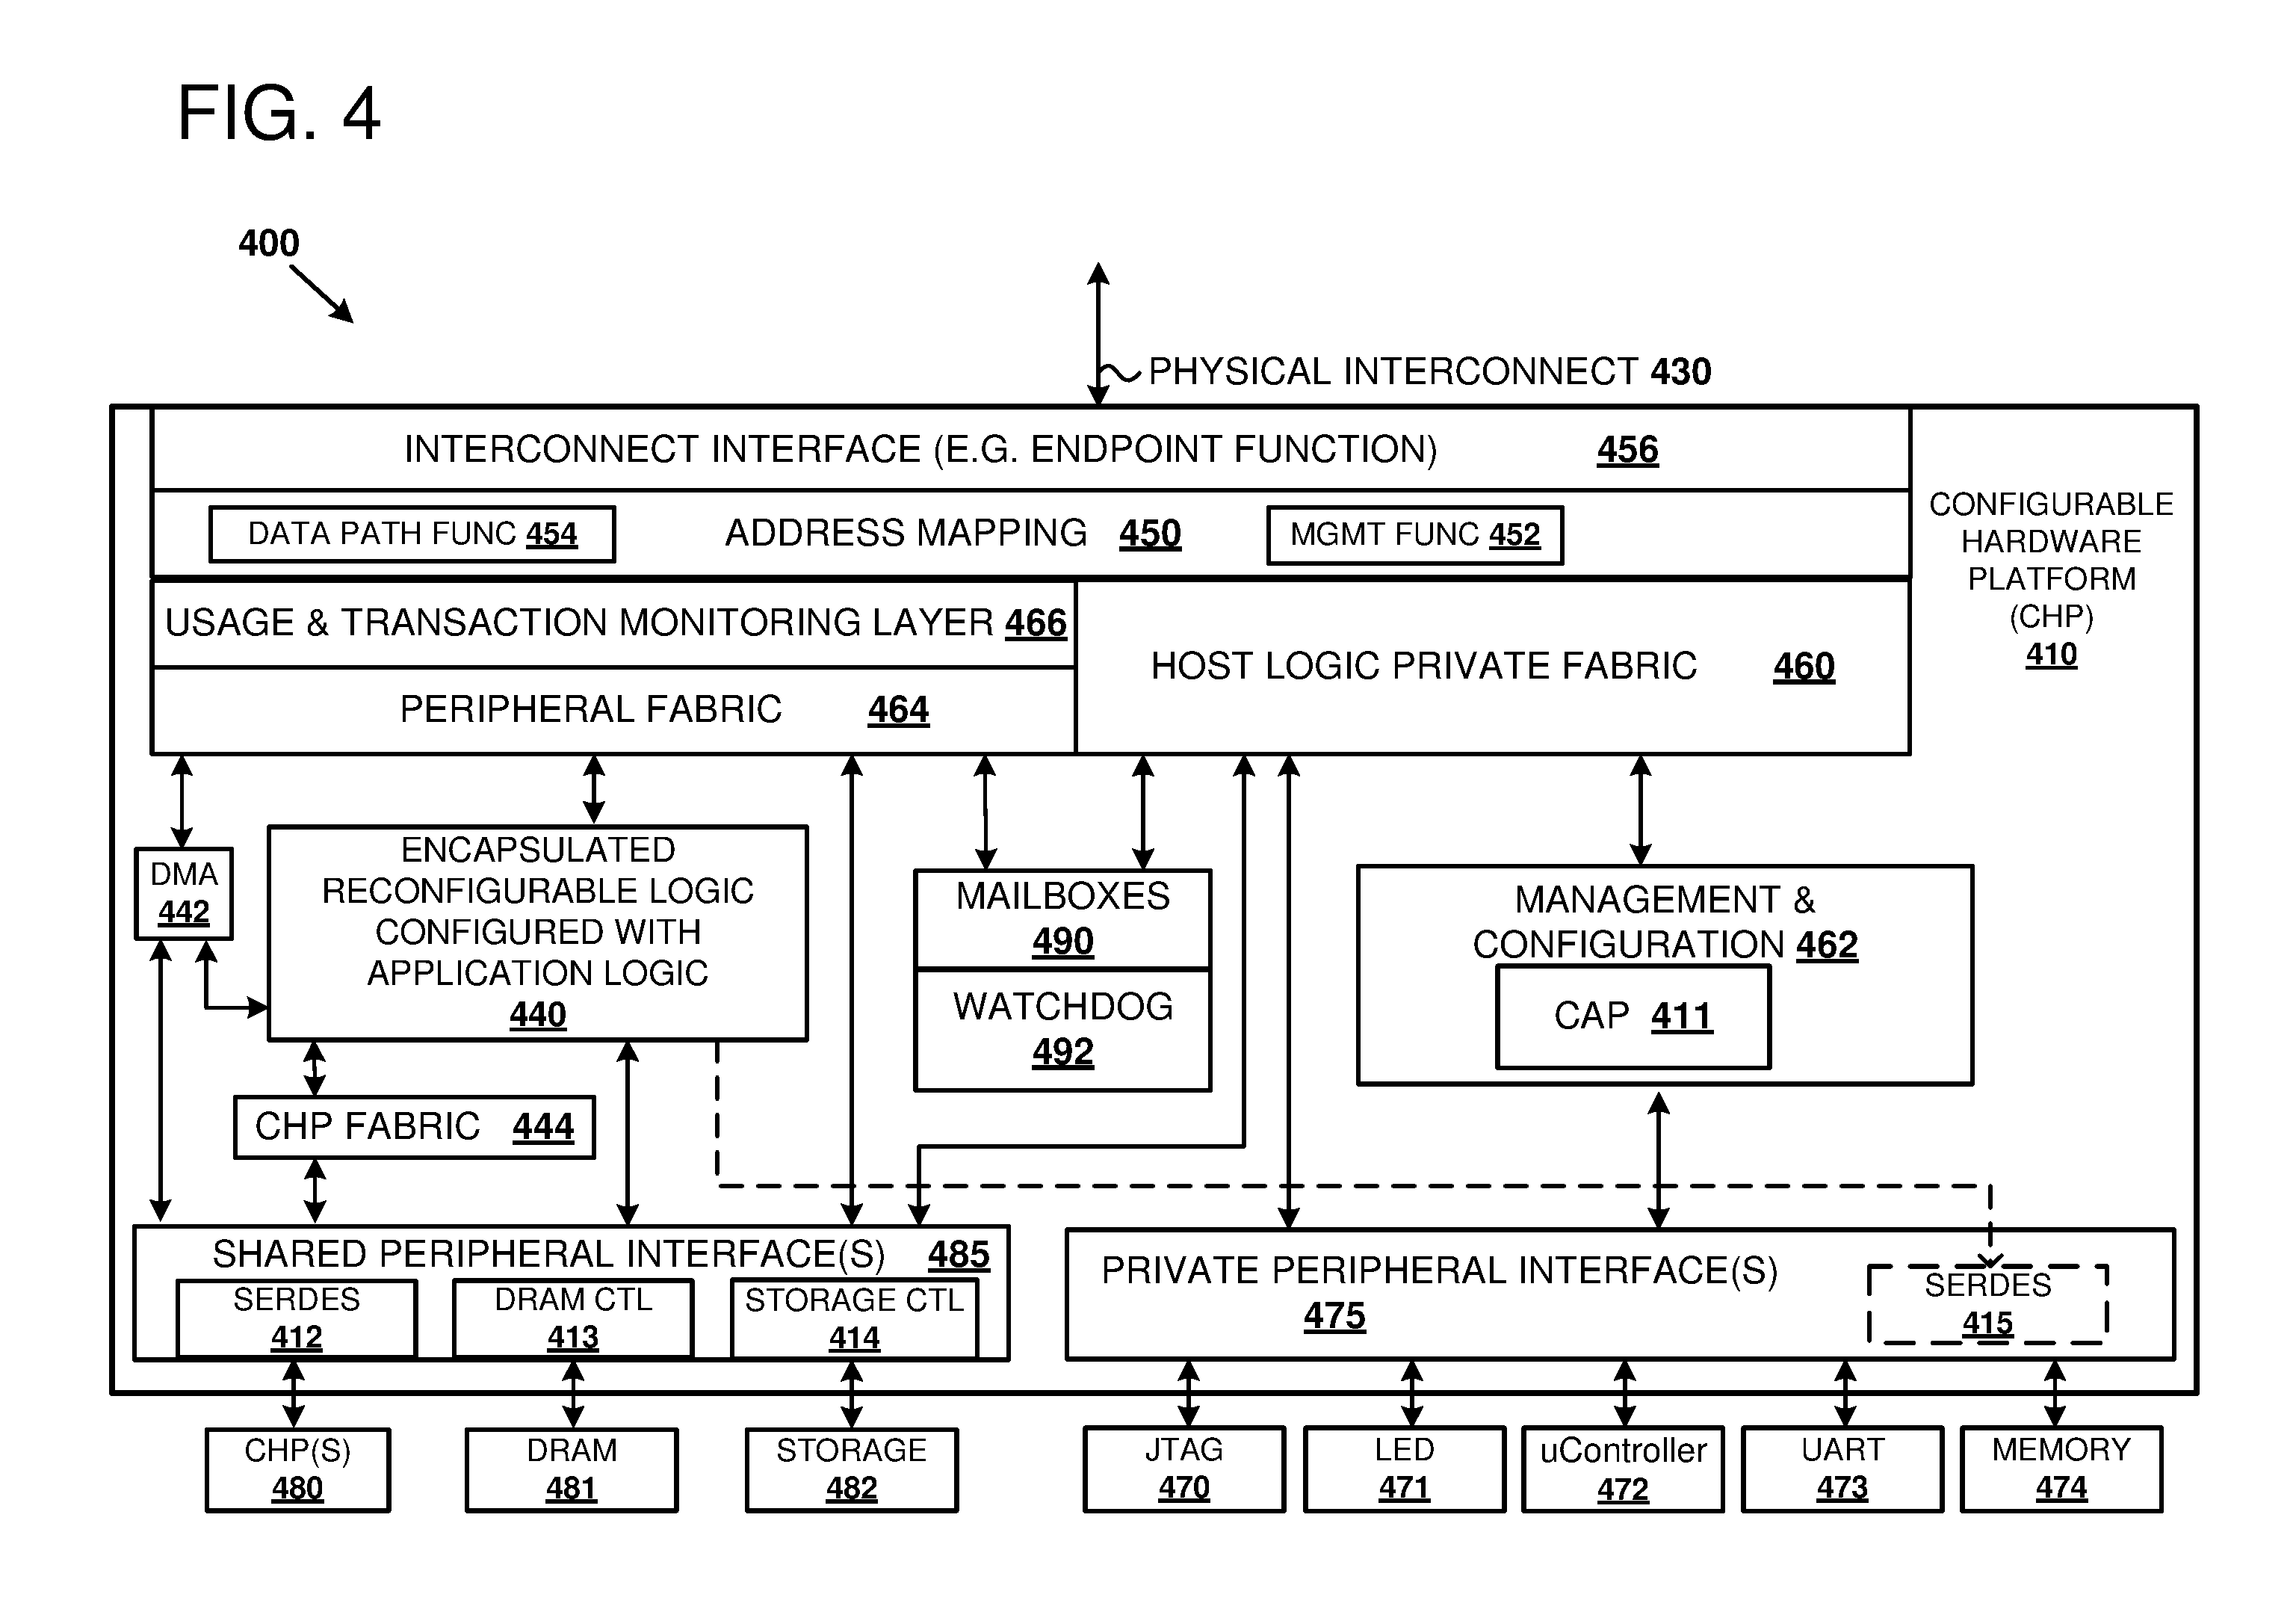 FIG. 4
400
PHYSICAL INTERCONNECT 430
INTERCONNECT INTERFACE (E.G. ENDPOINT FUNCTION) 456
DATA PATH FUNC 454
ADDRESS MAPPING 450
MGMT FUNC 452
CONFIGURABLE
HARDWARE
PLATFORM
(CHP)
410
USAGE & TRANSACTION MONITORING LAYER 466
HOST LOGIC PRIVATE FABRIC 460
PERIPHERAL FABRIC 464
DMA
442
ENCAPSULATED
RECONFIGURABLE LOGIC
CONFIGURED WITH
APPLICATION LOGIC
440
MAILBOXES
490
WATCHDOG
492
MANAGEMENT &
CONFIGURATION 462
CAP 411
CHP FABRIC 444
SHARED PERIPHERAL INTERFACE(S) 485
SERDES
412
DRAM CTL
413
STORAGE CTL
414
PRIVATE PERIPHERAL INTERFACE(S)
475
SERDES
415
CHP(S)
480
DRAM
481
STORAGE
482
JTAG
470
LED
471
uController
472
UART
473
MEMORY
474